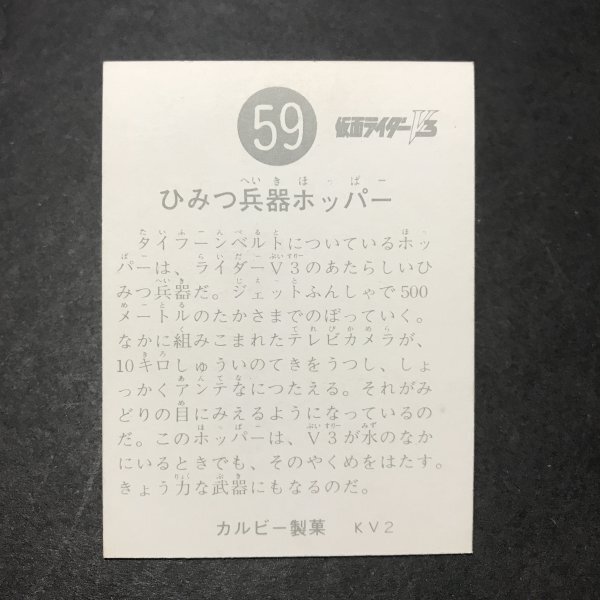 59 仮面ライダーV3
ひみつ兵器ホッパー
タイフーンベルトについているホッ
パーは、ライダーV3のあたらしいひ
みつ兵器だ。ジェットふんしゃで500
メートルのたかさまでのぼっていく。
なかに組みこまれたテレビカメラが、
10キロしゅういのてきをうつし、しょ
っかくアンテなにつたえる。それがみ
どりの目にみえるようになっているの
だ。このホッパーは、V3が水のなか
にいるときでも、そのやくめをはたす。
きょう力な武器にもなるのだ。
カルビー製菓 KV2